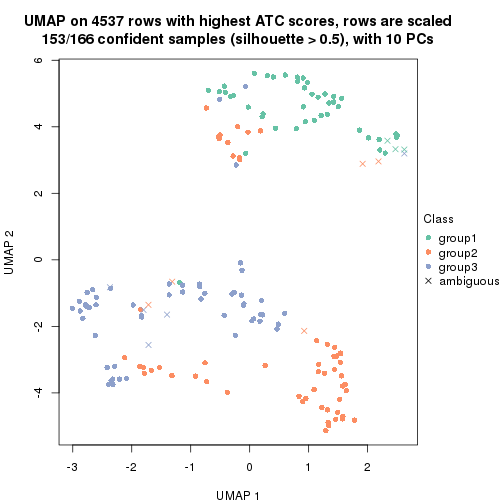 UMAP on 4537 rows with highest ATC scores, rows are scaled
153/166 confident samples (silhouette > 0.5), with 10 PCs
6
4
2
0
-2
-4
UMAP 2
-3
-2
-1
0
1
2
UMAP 1
Class
group1
group2
group3
ambiguous